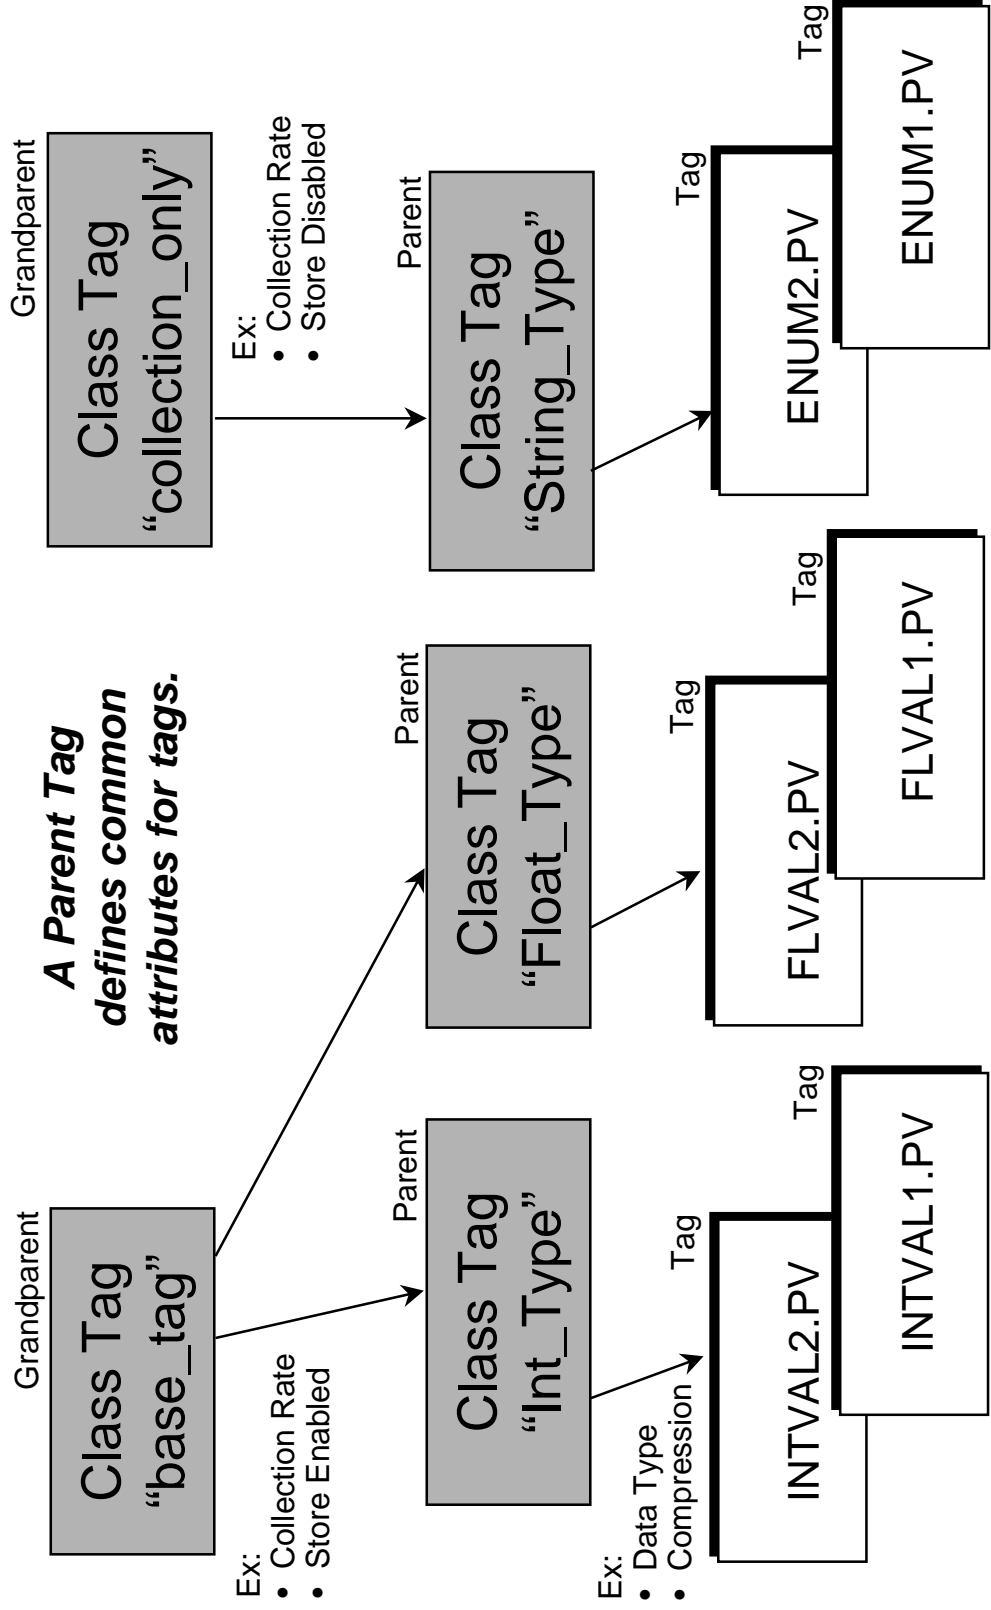 A Parent Tag
defines common
attributes for tags.
Grandparent
Class Tag
“base_tag”
Ex:
• Collection Rate
• Store Enabled
Grandparent
Class Tag
“collection_only”
Ex:
• Collection Rate
• Store Disabled
Parent
Class Tag
“Int_Type”
Parent
Class Tag
“Float_Type”
Parent
Class Tag
“String_Type”
Ex:
• Data Type
• Compression
Tag
INTVAL2.PV
Tag
INTVAL1.PV
Tag
FLVAL2.PV
Tag
FLVAL1.PV
Tag
ENUM2.PV
Tag
ENUM1.PV